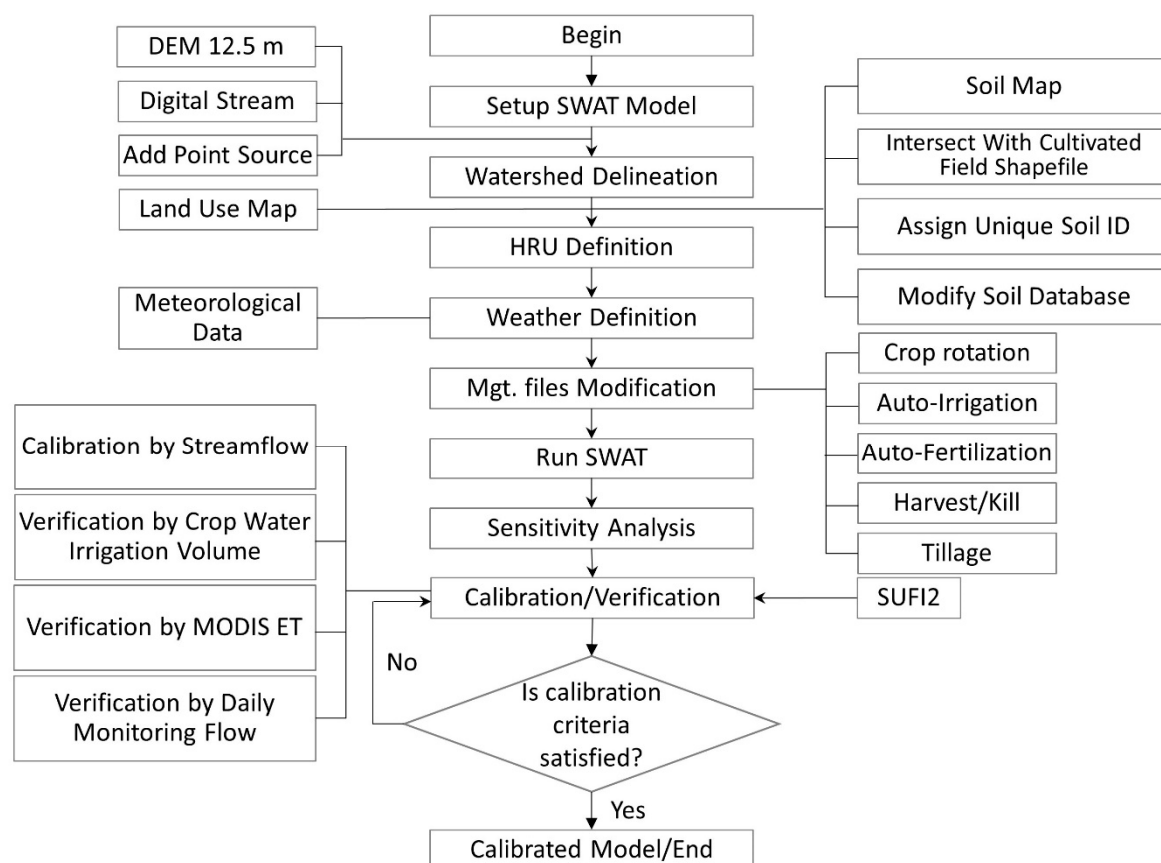 Begin
DEM 12.5 m
Digital Stream
Add Point Source
Land Use Map
Setup SWAT Model
Watershed Delineation
Soil Map
Intersect With Cultivated
Field Shapefile
Assign Unique Soil ID
Modify Soil Database
HRU Definition
Meteorological
Data
Weather Definition
Mgt. files Modification
Crop rotation
Auto-Irrigation
Auto-Fertilization
Harvest/Kill
Tillage
Run SWAT
Sensitivity Analysis
Calibration/Verification
SUFI2
Calibration by Streamflow
Verification by Crop Water
Irrigation Volume
Verification by MODIS ET
Verification by Daily
Monitoring Flow
No
Is calibration
criteria
satisfied?
Yes
Calibrated Model/End